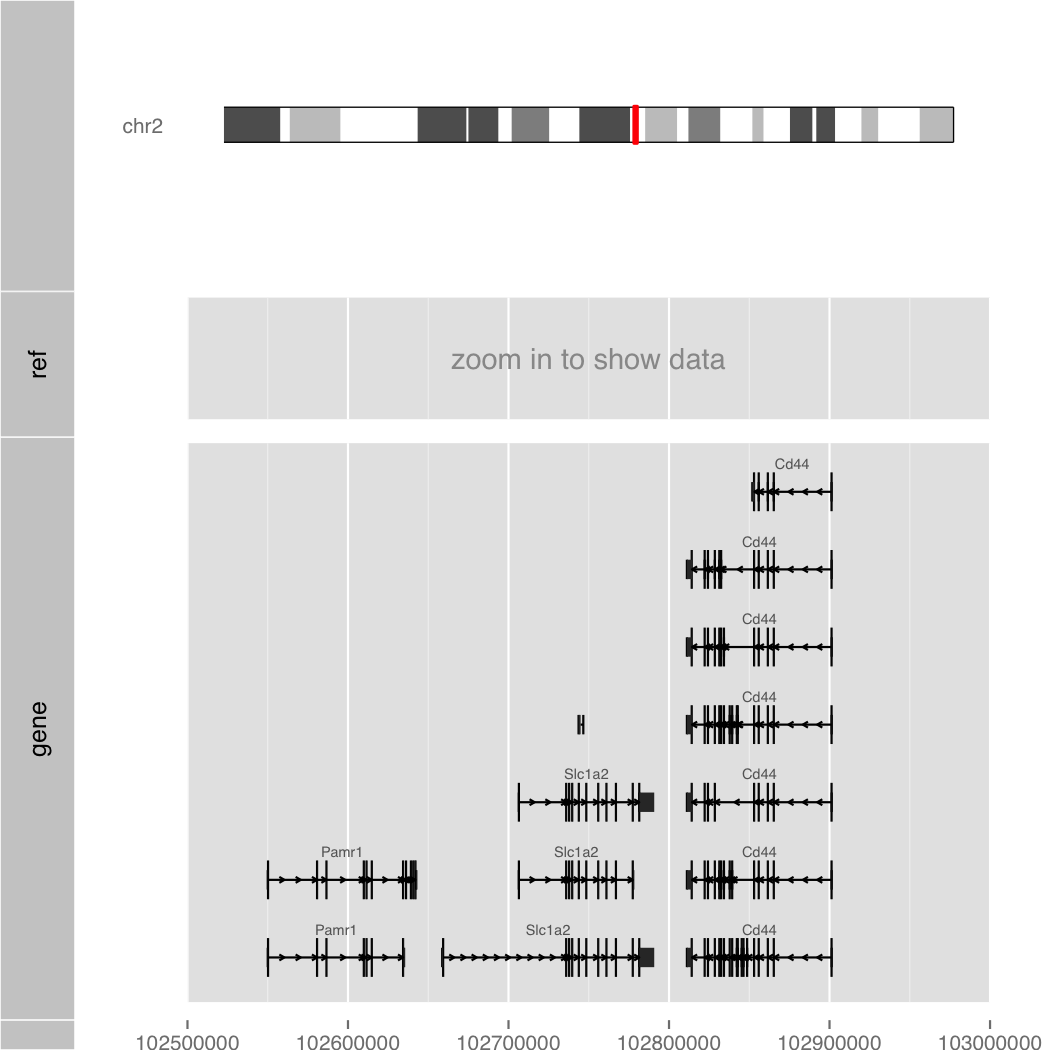 chr2
ref
zoom in to show data
gene
Cd44
Cd44
Cd44
Cd44
Slc1a2 Cd44
Pamr1 Slc1a2 Cd44
Pamr1 Slc1a2 Cd44
102500000 102600000 102700000 102800000 102900000 103000000